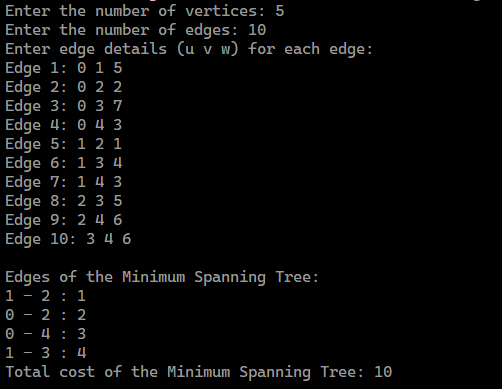 Enter the number of vertices: 5
Enter the number of edges: 10
Enter edge details (u v w) for each edge:
Edge 1: 0 1 5
Edge 2: 0 2 2
Edge 3: 0 3 7
Edge 4: 0 4 3
Edge 5: 1 2 1
Edge 6: 1 3 4
Edge 7: 1 4 3
Edge 8: 2 3 5
Edge 9: 2 4 6
Edge 10: 3 4 6
Edges of the Minimum Spanning Tree:
1 - 2 : 1
0 - 2 : 2
0 - 4 : 3
1 - 3 : 4
Total cost of the Minimum Spanning Tree: 10